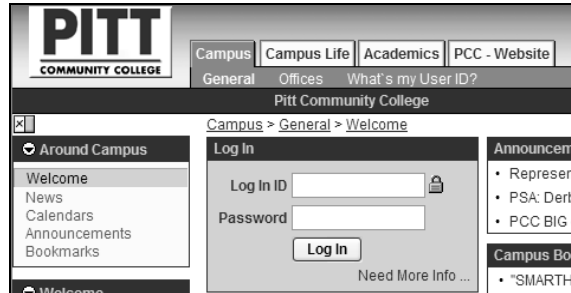 PITT
COMMUNITY COLLEGE
Campus Campus Life Academics PCC - Website
General Offices What's my User ID?
Pitt Community College
Campus > General > Welcome
Around Campus
Welcome
News
Calendars
Announcements
Bookmarks
Welcome
Log In
Log In ID
Password
Log In
Need More Info ...
Announcem
• Represer
• PSA: Derb
• PCC BIG
Campus Bo
• "SMARTH